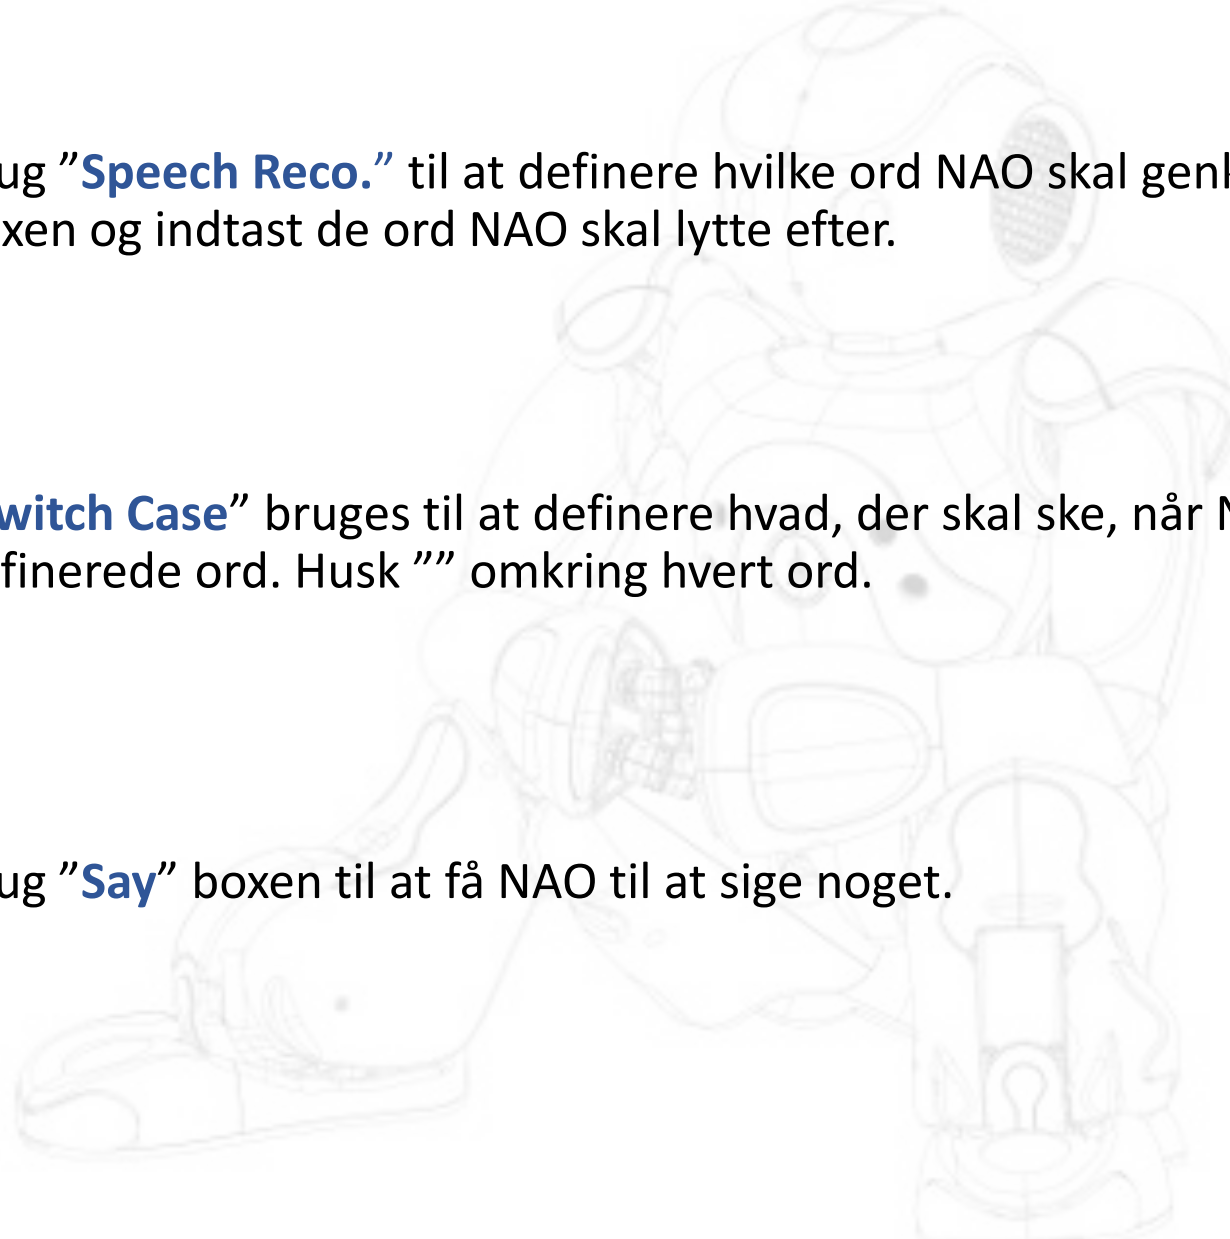 ug ”Speech Reco.” til at definere hvilke ord NAO skal gen
xen og indtast de ord NAO skal lytte efter.
witch Case” bruges til at definere hvad, der skal ske, når N
finerede ord. Husk ”” omkring hvert ord.
ug ”Say” boxen til at få NAO til at sige noget.